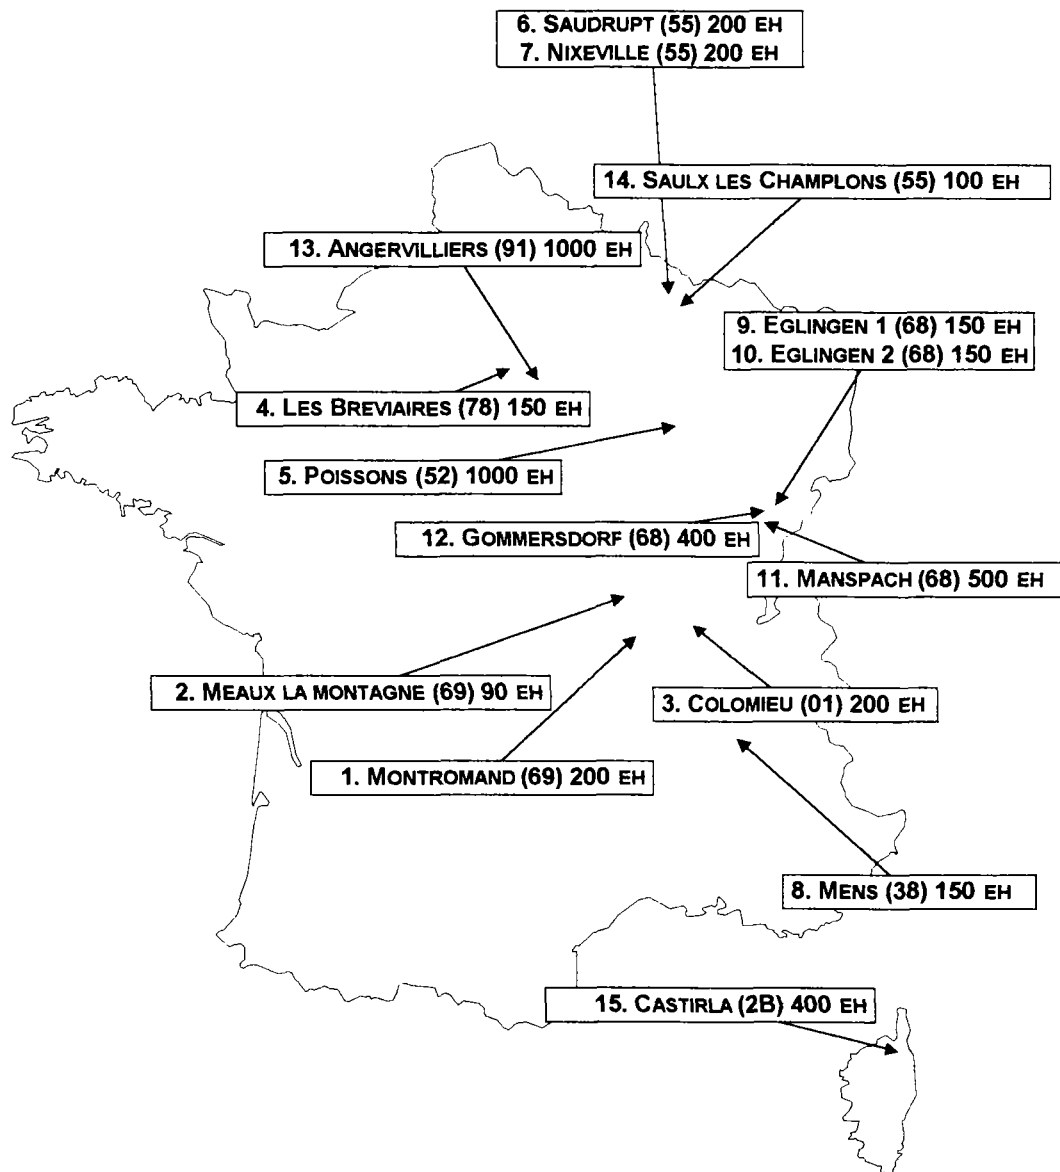 6. SAUDRUPT (55) 200 EH
7. NIXEVILLE (55) 200 EH
14. SAULX LES CHAMPLONS (55) 100 EH
13. ANGERVILLIERS (91) 1000 EH
9. EGLINGEN 1 (68) 150 EH
10. EGLINGEN 2 (68) 150 EH
4. LES BREVIAIRES (78) 150 EH
5. POISSONS (52) 1000 EH
12. GOMMERSDORF (68) 400 EH
11. MANSPACH (68) 500 EH
2. MEAUX LA MONTAGNE (69) 90 EH
3. COLOMIEU (01) 200 EH
1. MONTROMAND (69) 200 EH
8. MENS (38) 150 EH
15. CASTIRLA (2B) 400 EH